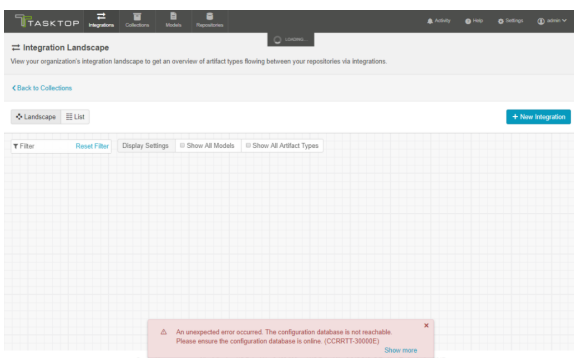 TASKTOP
Integrations Collections Models Repositories
Activity Help Settings admin
LOADING...
Integration Landscape
View your organization's integration landscape to get an overview of artifact types flowing between your repositories via integrations.
Back to Collections
Landscape List
+ New Integration
Filter Reset Filter Display Settings Show All Models Show All Artifact Types
An unexpected error occurred. The configuration database is not reachable.
Please ensure the configuration database is online. (CCRRTT-30000E)
Show more